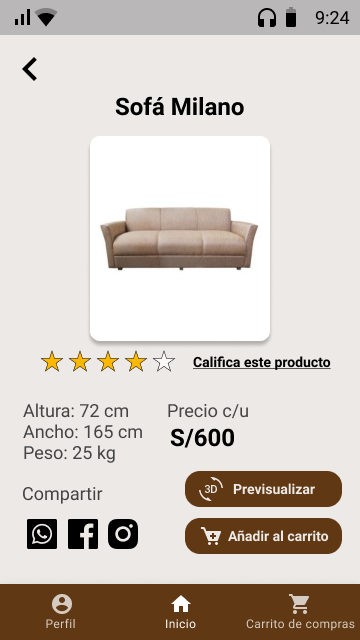 9:24
Sofá Milano
Califica este producto
Altura: 72 cm
Ancho: 165 cm
Peso: 25 kg
Precio c/u
S/600
Compartir
3D Previsualizar
Añadir al carrito
Perfil
Inicio
Carrito de compras